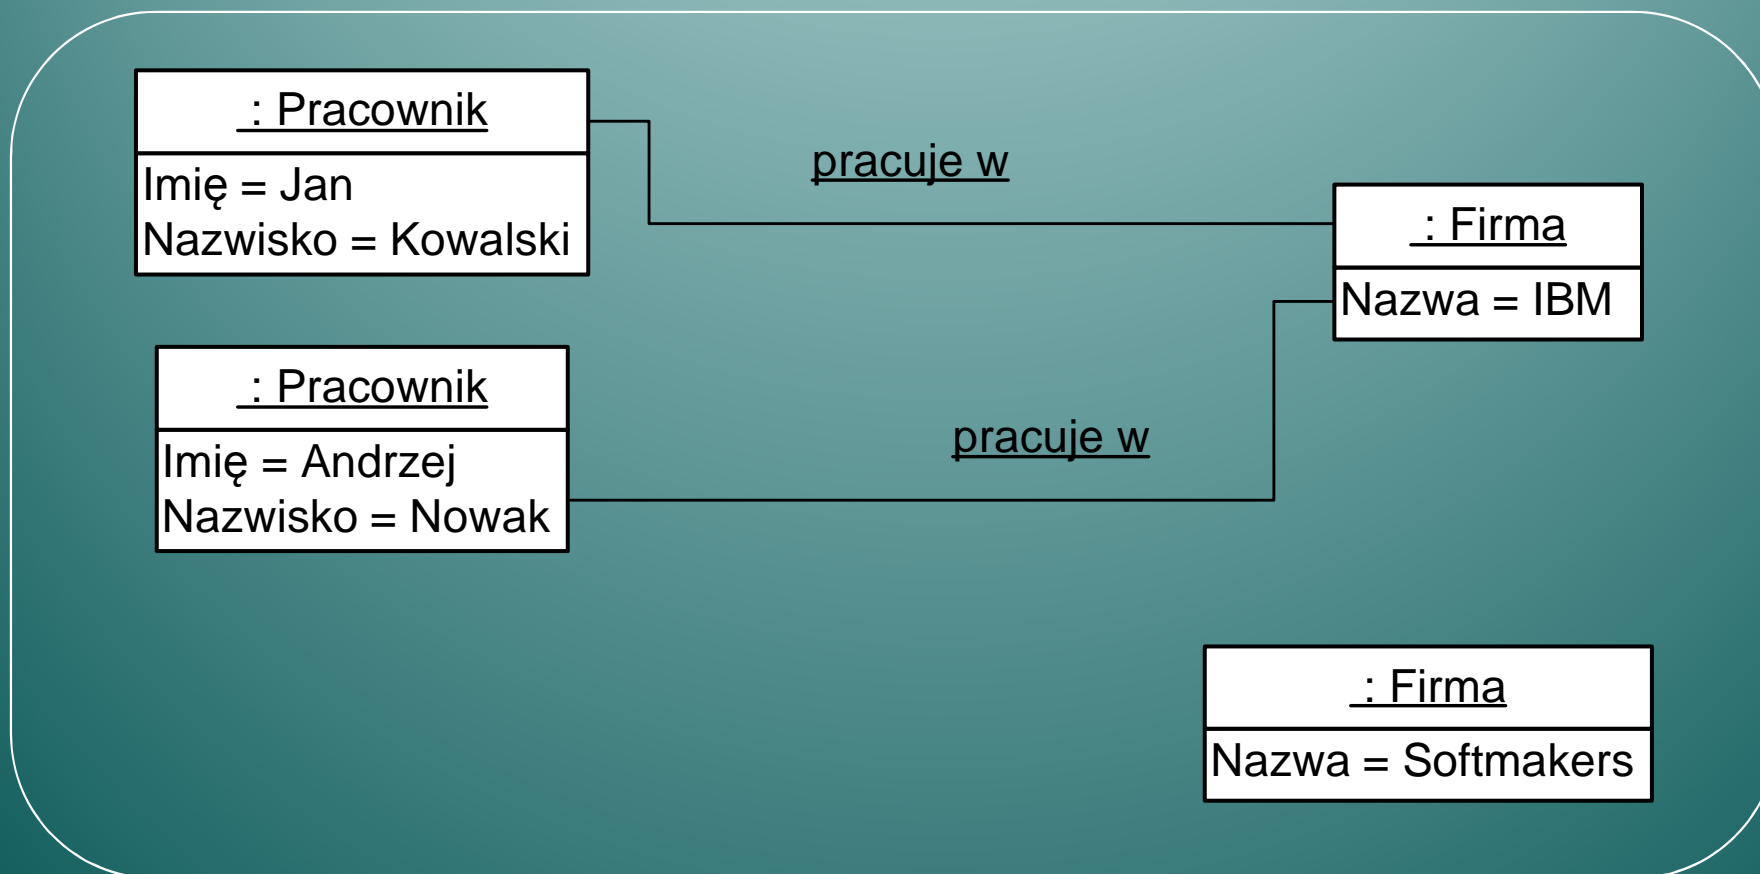 : Pracownik
Imię = Jan
Nazwisko = Kowalski
pracuje w
: Firma
Nazwa = IBM
: Pracownik
Imię = Andrzej
Nazwisko = Nowak
pracuje w
: Firma
Nazwa = Softmakers